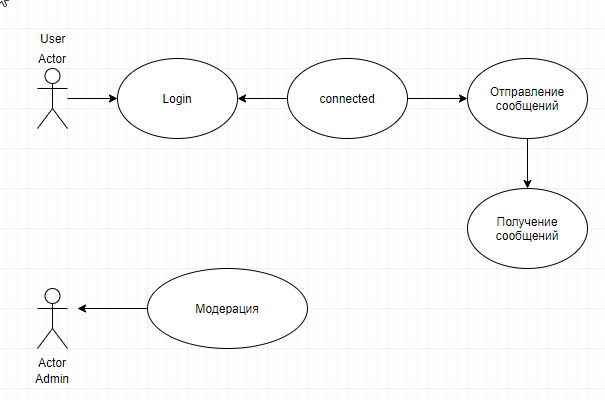 User
Actor
Login
connected
Отправление
сообщений
Получение
сообщений
Модерация
Actor
Admin